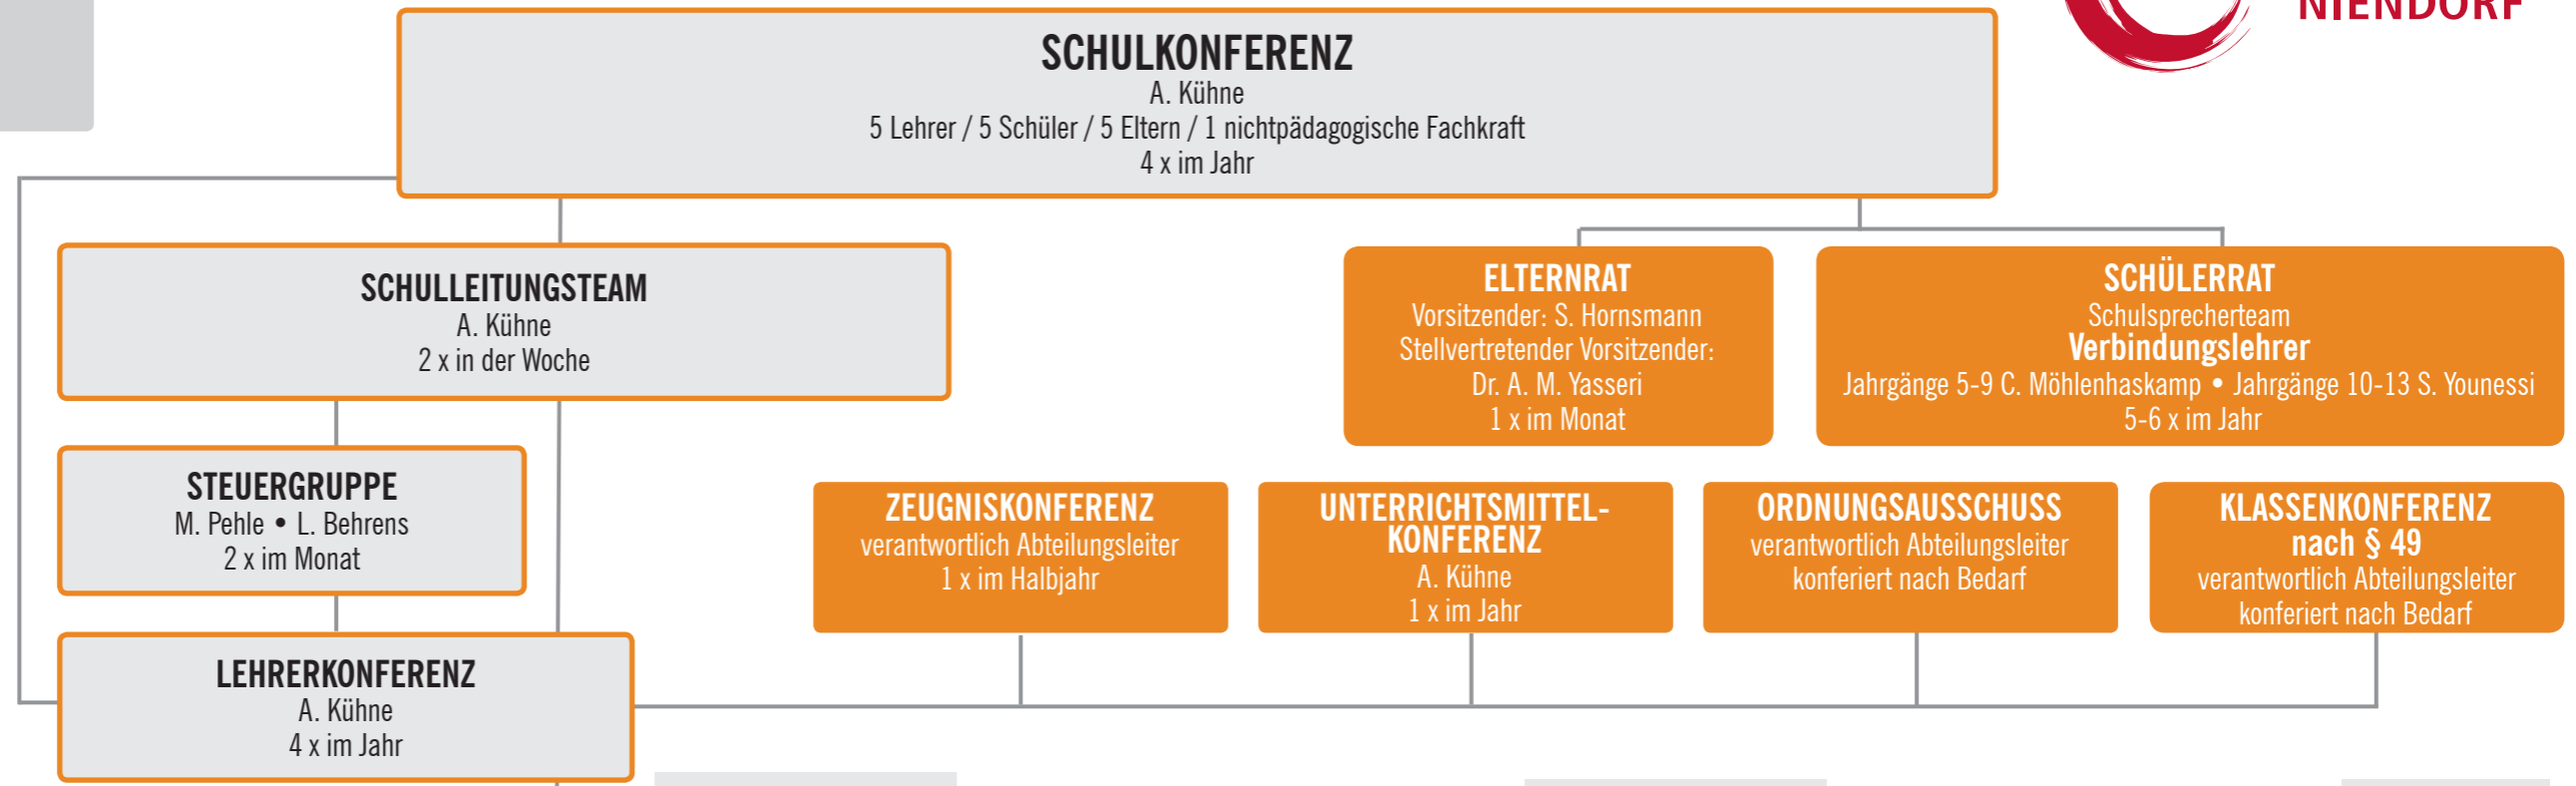 NIENDORF
SCHULKONFERENZ
A. Kühne
5 Lehrer / 5 Schüler / 5 Eltern / 1 nichtpädagogische Fachkraft
4 x im Jahr
SCHULLEITUNGSTEAM
A. Kühne
2 x in der Woche
ELTERNRAT
Vorsitzender: S. Hornsmann
Stellvertretender Vorsitzender:
Dr. A. M. Yasseri
1 x im Monat
SCHÜLERRAT
Schulsprecherteam
Verbindungslehrer
Jahrgänge 5-9 C. Möhlenhaskamp • Jahrgänge 10-13 S. Younessi
5-6 x im Jahr
STEUERGRUPPE
M. Pehle • L. Behrens
2 x im Monat
ZEUGNISKONFERENZ
verantwortlich Abteilungsleiter
1 x im Halbjahr
UNTERRICHTSMITTEL-
KONFERENZ
A. Kühne
1 x im Jahr
ORDNUNGSAUSSCHUSS
verantwortlich Abteilungsleiter
konferiert nach Bedarf
KLASSENKONFERENZ
nach § 49
verantwortlich Abteilungsleiter
konferiert nach Bedarf
LEHRERKONFERENZ
A. Kühne
4 x im Jahr